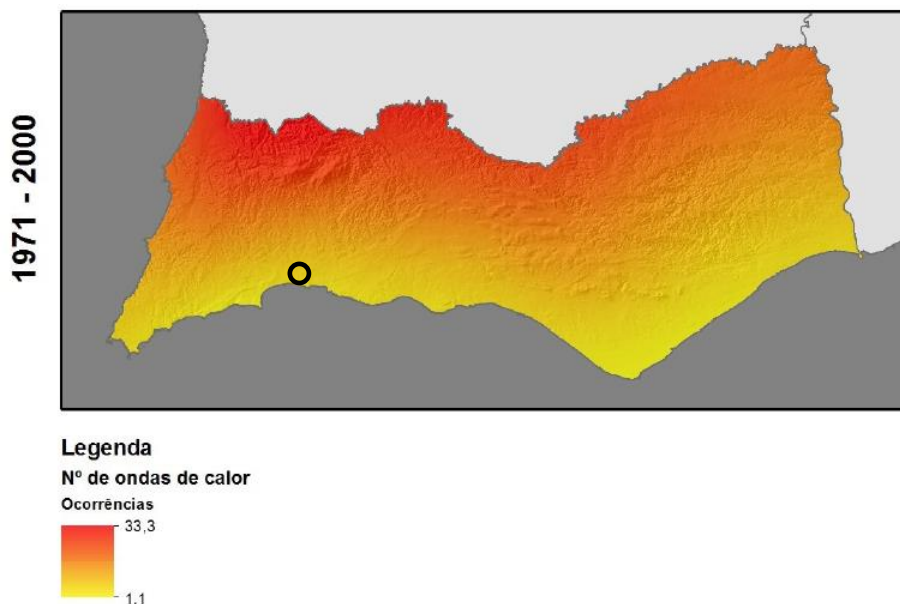 1971 - 2000
Legenda
Nº de ondas de calor
Ocorrências
33,3
1,1